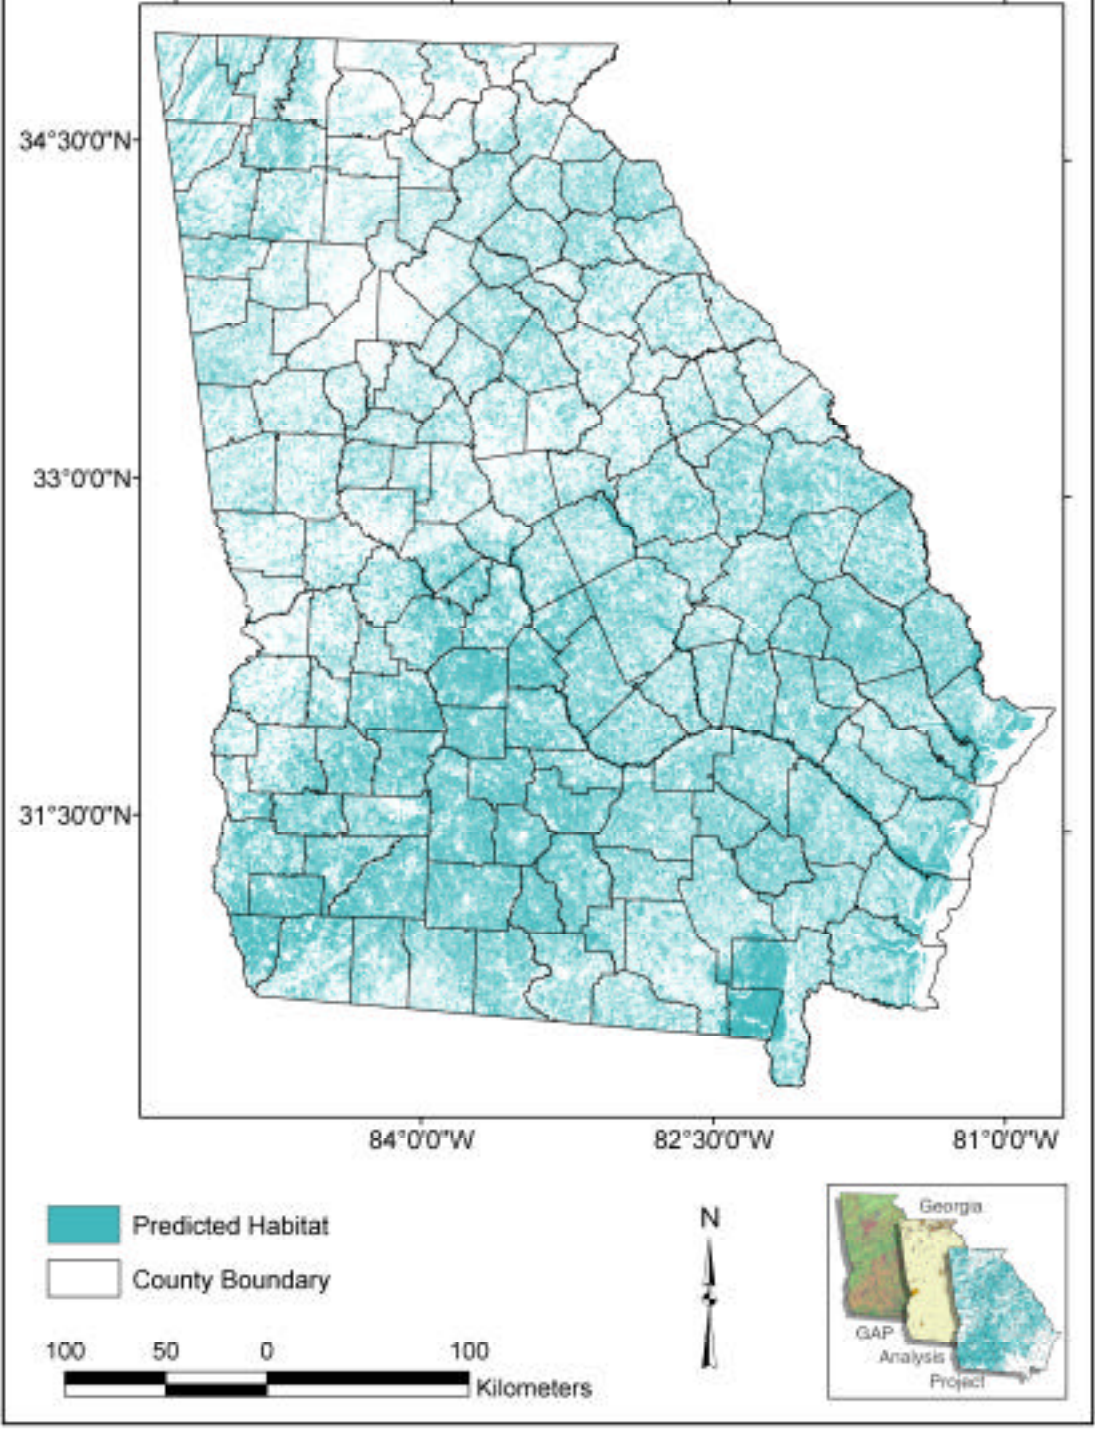 34°30'0"N
33°0'0"N
31°30'0"N
84°0'0"W 82°30'0"W 81°0'0"W
Predicted Habitat
County Boundary
100 50 0 100
Kilometers
N
Georgia
GAP
Analysis
Project